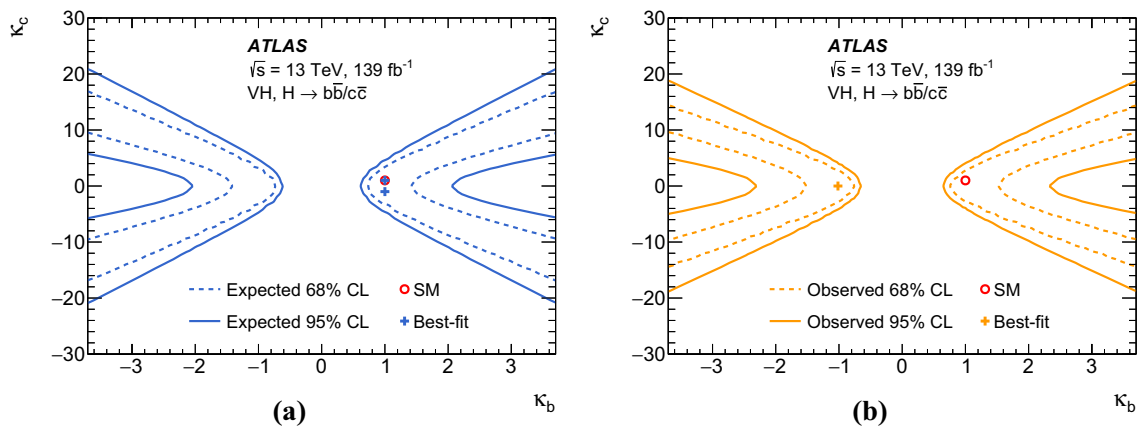 κc
30
20
10
0
−10
−20
−30
ATLAS
√s = 13 TeV, 139 fb-1
VH, H → bb̅/cc̅
Expected 68% CL
SM
Expected 95% CL
Best-fit
−3 −2 −1 0 1 2 3
κb
(a)
κc
30
20
10
0
−10
−20
−30
ATLAS
√s = 13 TeV, 139 fb-1
VH, H → bb̅/cc̅
Observed 68% CL
SM
Observed 95% CL
Best-fit
−3 −2 −1 0 1 2 3
κb
(b)